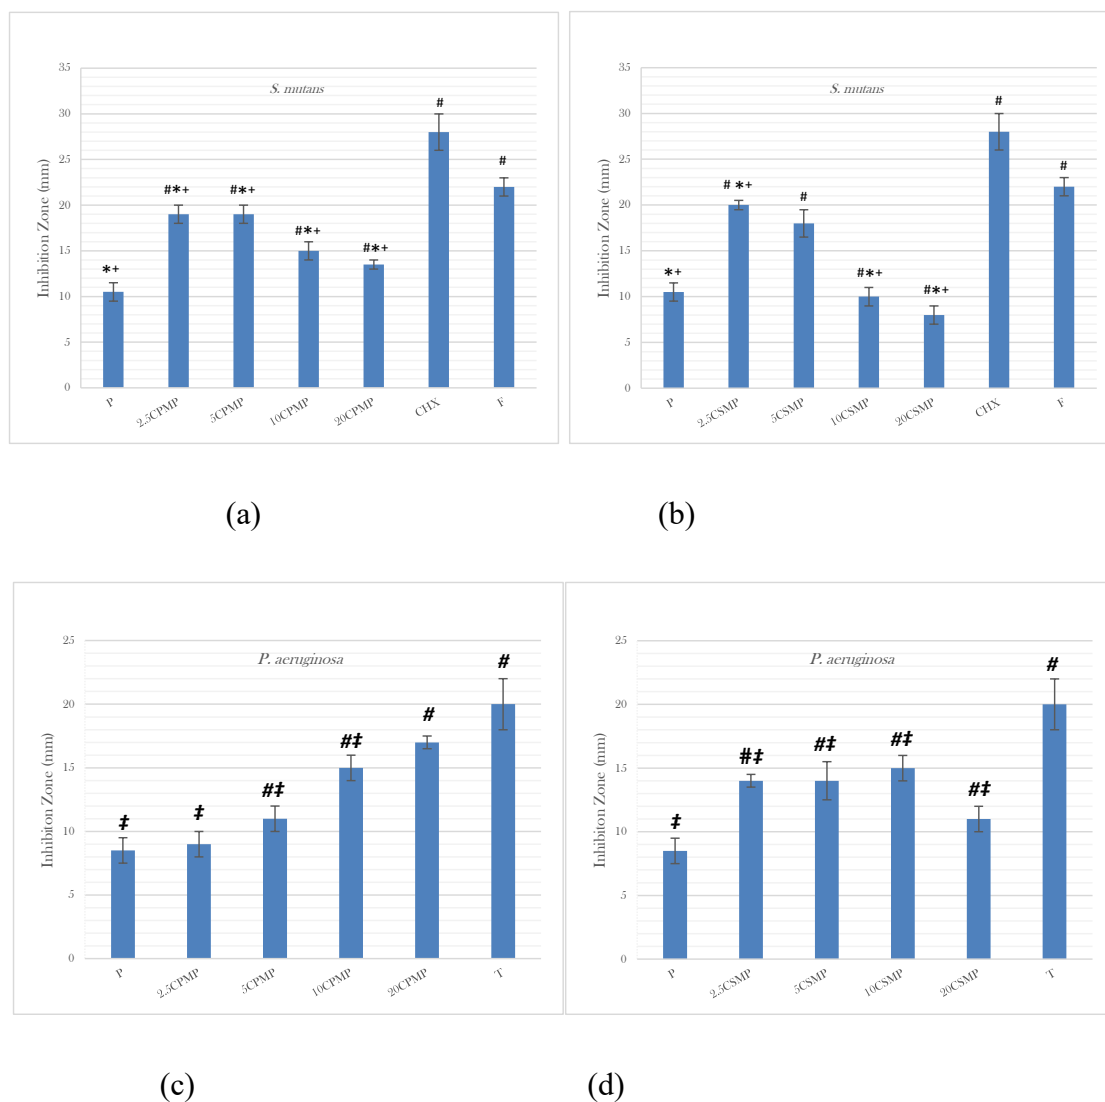 S. mutans
Inhibition Zone (mm)
35
30
25
20
15
10
5
0
#
#
#*+
#*+
#*+
#*+
*+
P
2.5CPMP
5CPMP
10CPMP
20CPMP
CHX
F
(a)
S. mutans
Inhibition Zone (mm)
35
30
25
20
15
10
5
0
#
#
# *+
#
*+
#*+
#*+
P
2.5CSMP
5CSMP
10CSMP
20CSMP
CHX
F
(b)
P. aeruginosa
Inhibiton Zone (mm)
25
20
15
10
5
0
#
#
#‡
#‡
‡
‡
P
2.5CPMP
5CPMP
10CPMP
20CPMP
T
(c)
P. aeruginosa
Inhibiton Zone (mm)
25
20
15
10
5
0
#
#‡
#‡
#‡
#‡
‡
P
2.5CSMP
5CSMP
10CSMP
20CSMP
T
(d)